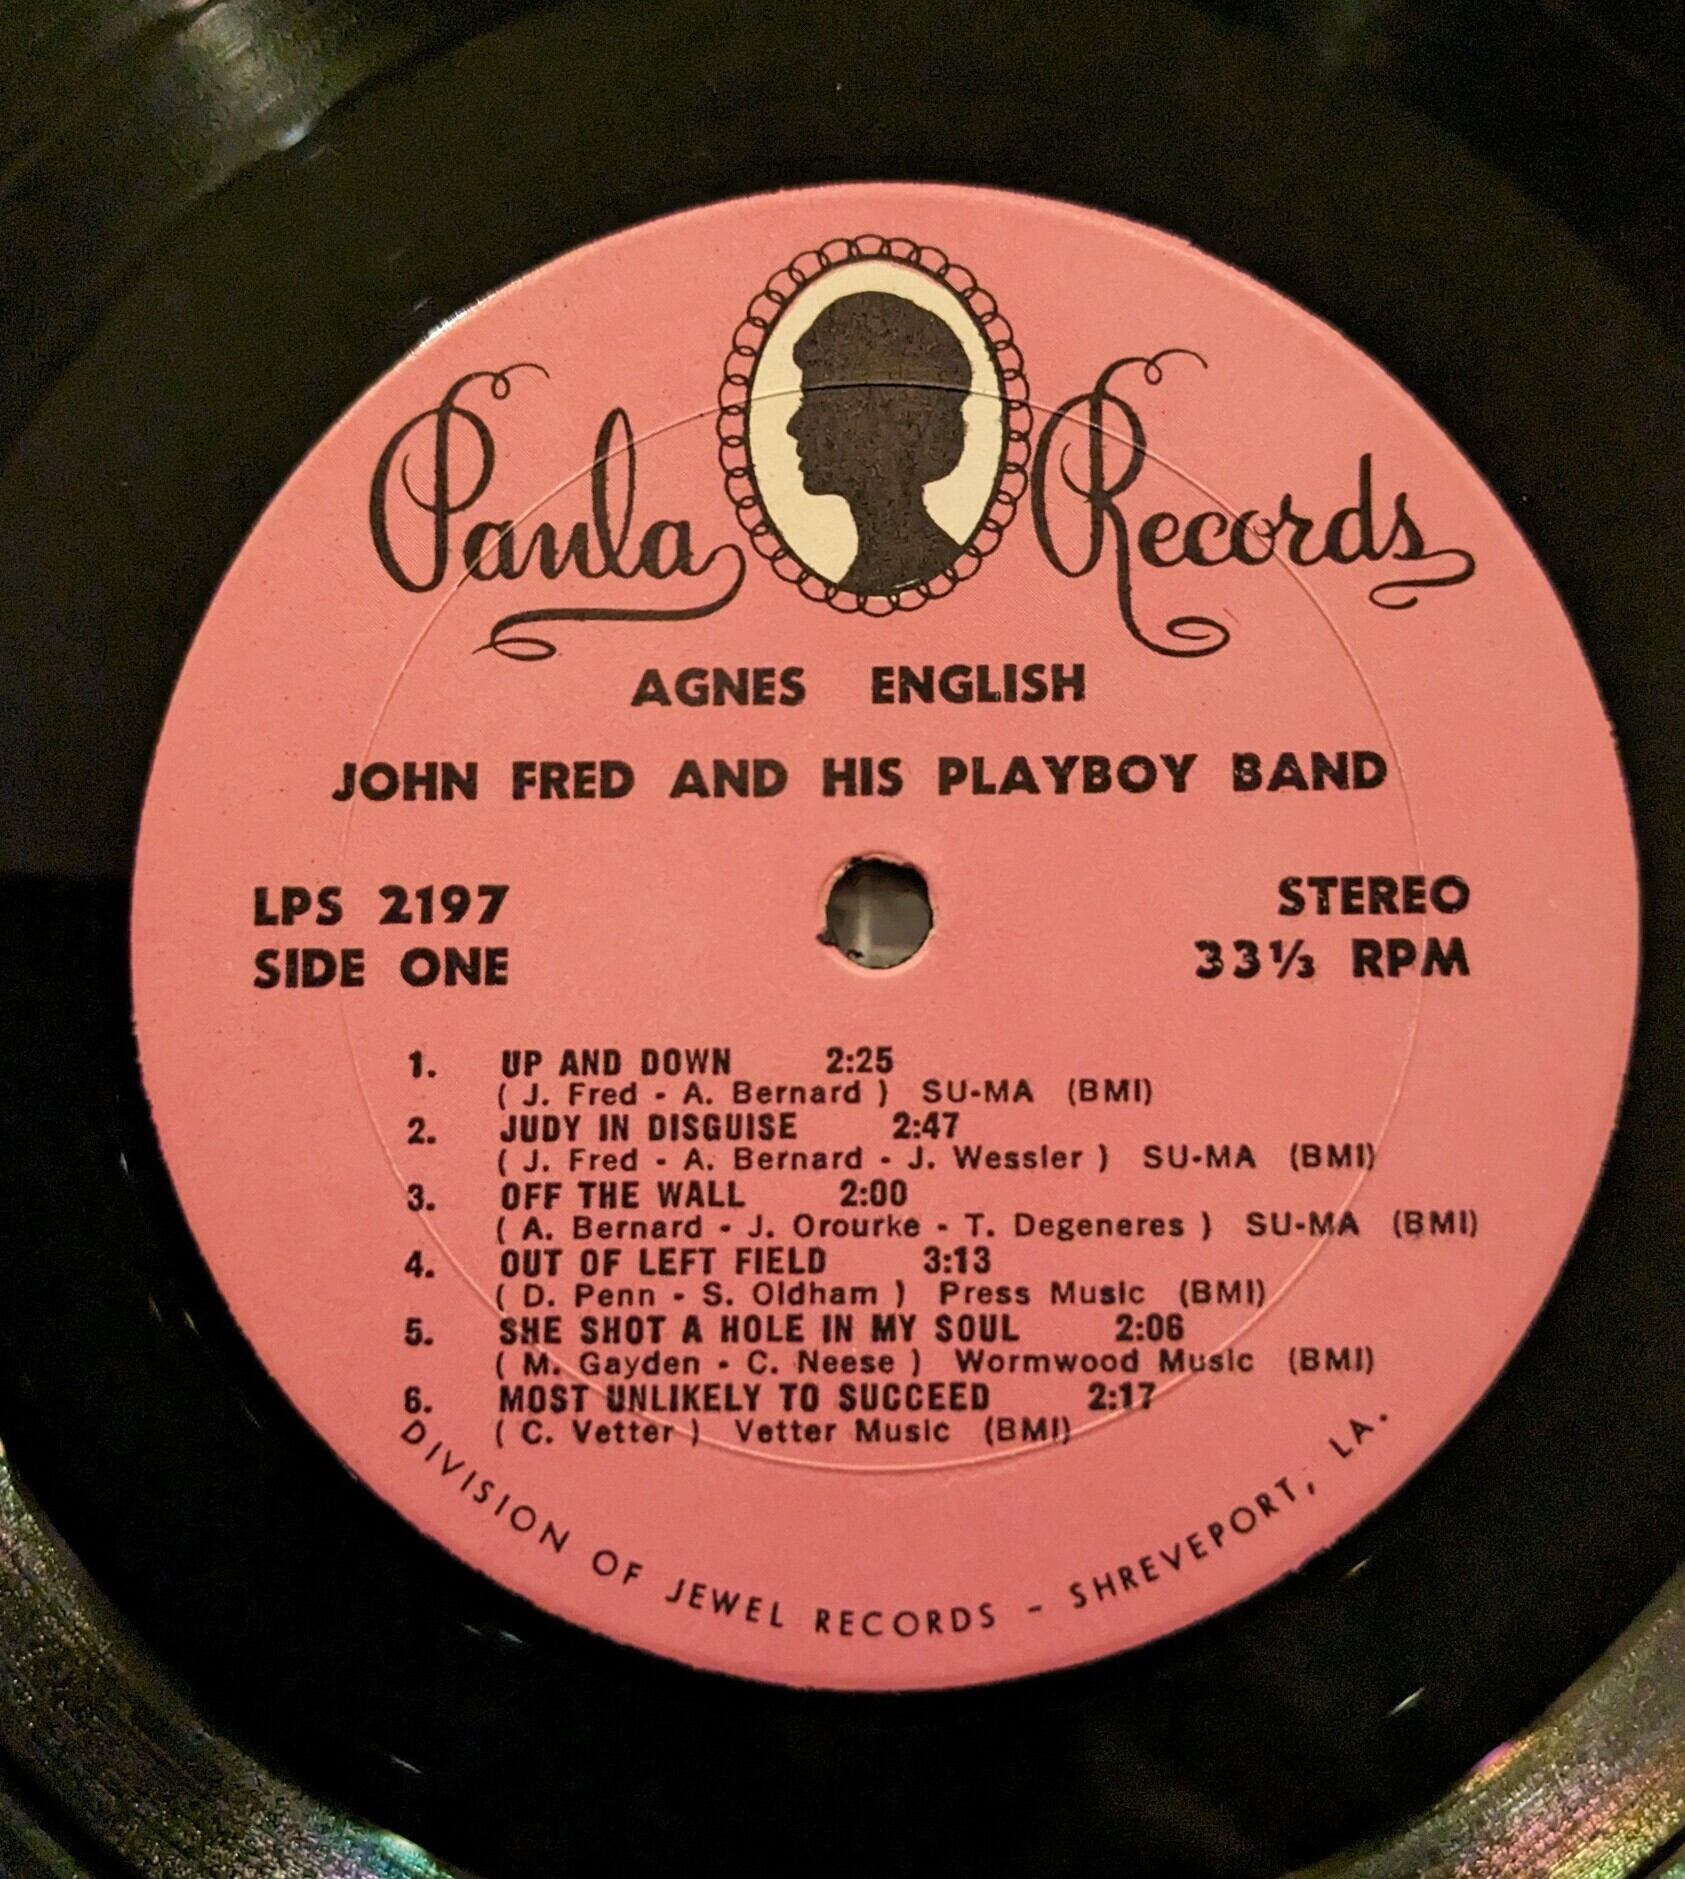 Paula Records
AGNES ENGLISH
JOHN FRED AND HIS PLAYBOY BAND
LPS 2197
SIDE ONE
STEREO
33⅓ RPM
1. UP AND DOWN 2:25
( J. Fred - A. Bernard ) SU-MA (BMI)
2. JUDY IN DISGUISE 2:47
( J. Fred - A. Bernard - J. Wessler ) SU-MA (BMI)
3. OFF THE WALL 2:00
( A. Bernard - J. Orourke - T. Degeneres ) SU-MA (BMI)
4. OUT OF LEFT FIELD 3:13
( D. Penn - S. Oldham ) Press Music (BMI)
5. SHE SHOT A HOLE IN MY SOUL 2:06
( M. Gayden - C. Neese ) Wormwood Music (BMI)
6. MOST UNLIKELY TO SUCCEED 2:17
( C. Vetter ) Vetter Music (BMI)
DIVISION OF JEWEL RECORDS - SHREVEPORT, LA.